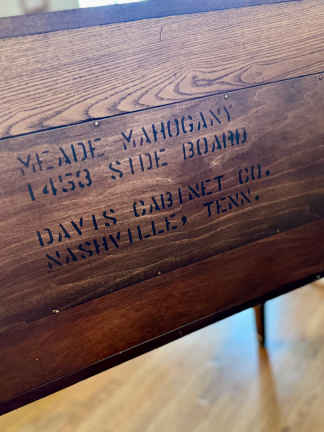 MEADE MAHOGANY
1453 SIDE BOARD
DAVIS CABINET CO.
NASHVILLE, TENN.